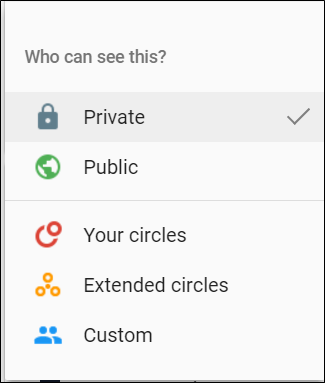 Who can see this?
Private
Public
Your circles
Extended circles
Custom